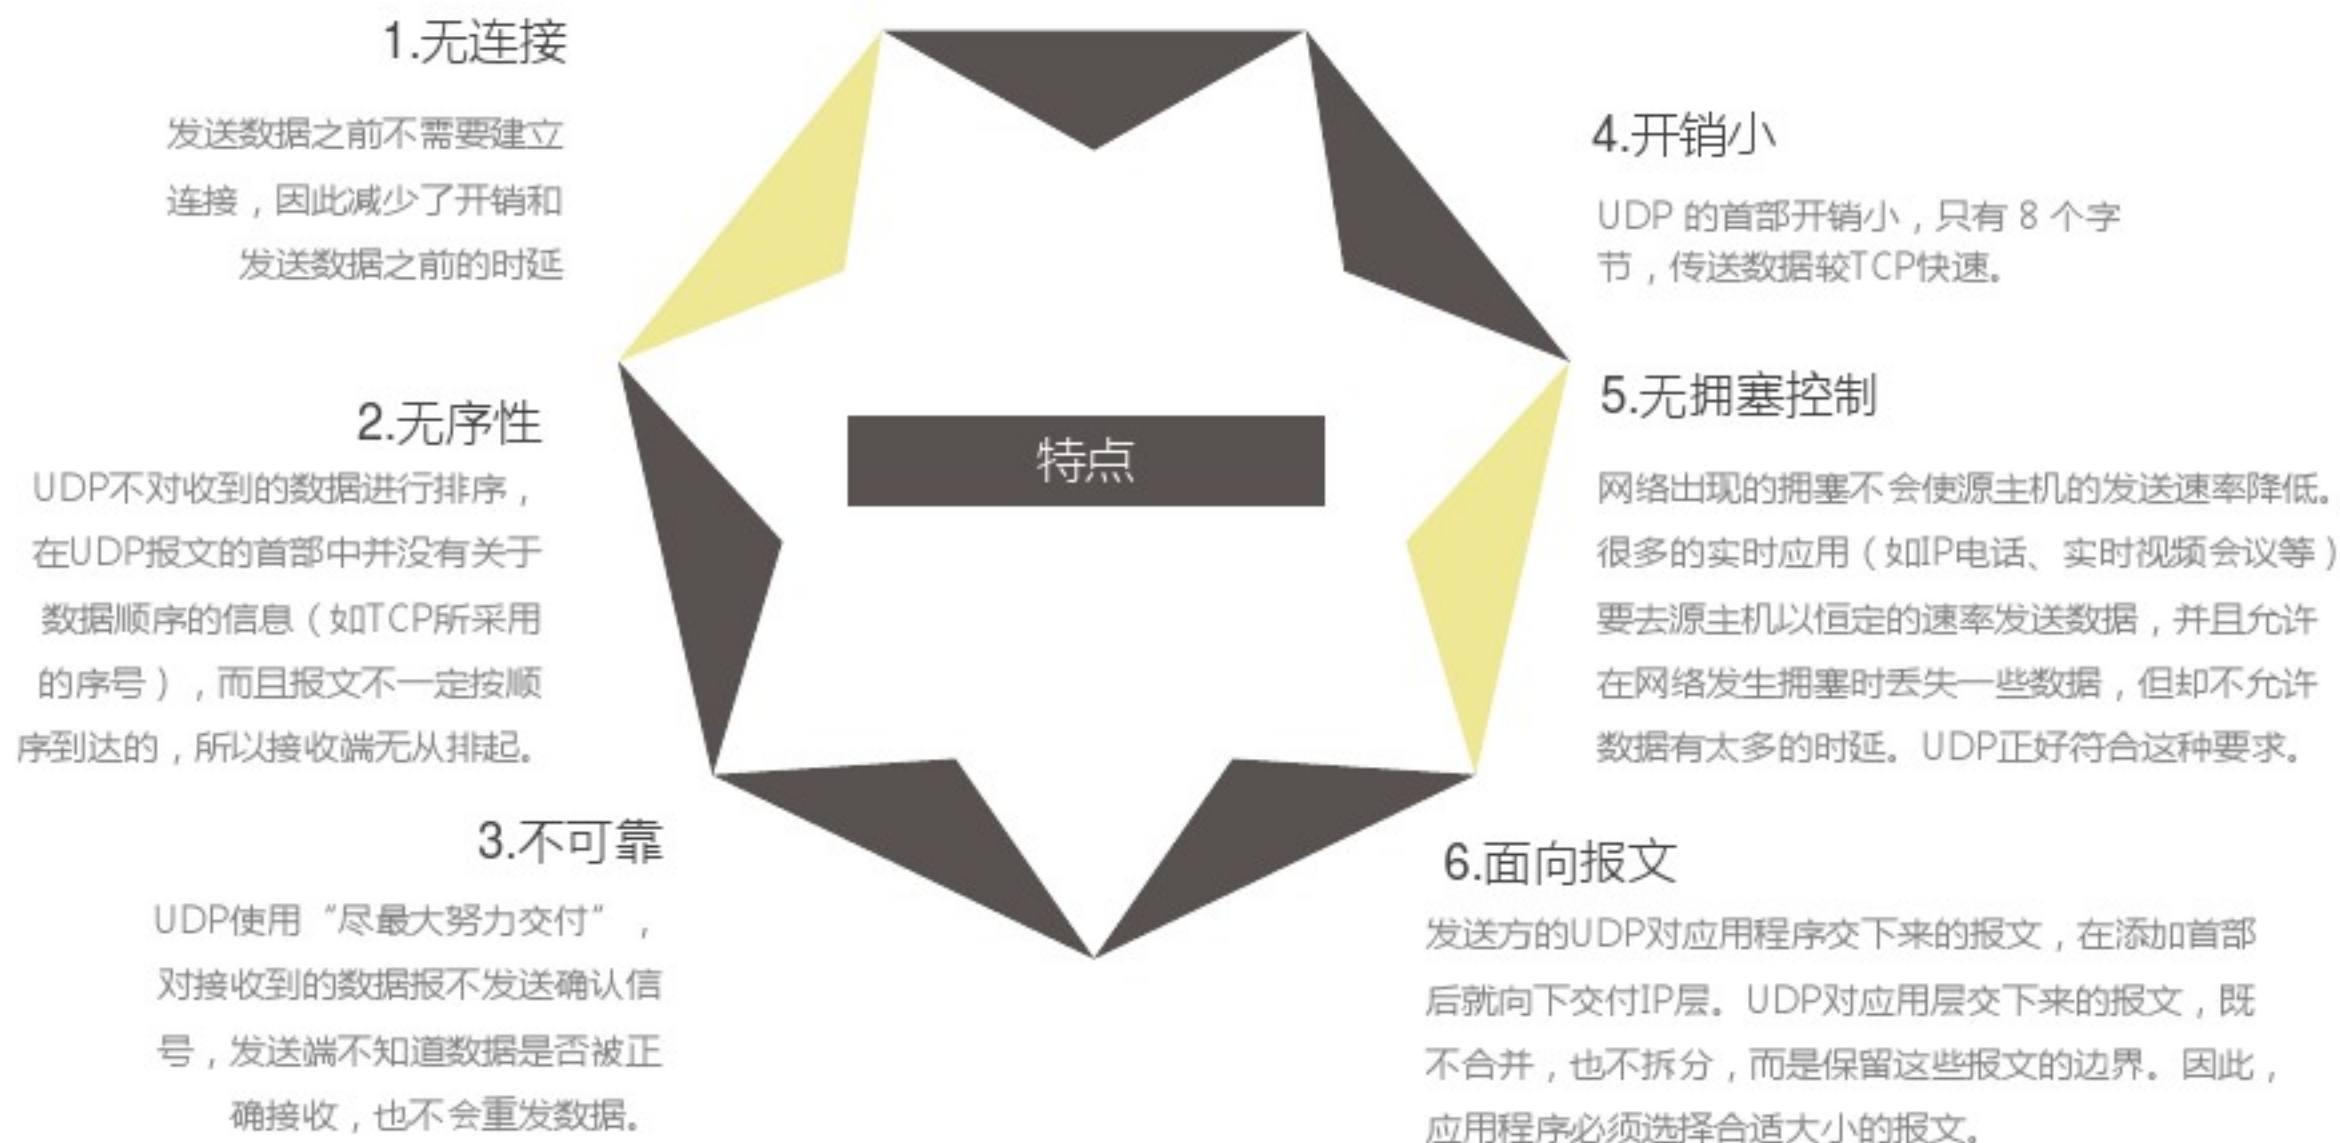 1.无连接
发送数据之前不需要建立
连接，因此减少了开销和
发送数据之前的时延
2.无序性
UDP不对收到的数据进行排序，
在UDP报文的首部中并没有关于
数据顺序的信息（如TCP所采用
的序号），而且报文不一定按顺
序到达的，所以接收端无从排起。
3.不可靠
UDP使用“尽最大努力交付”，
对接收到的数据报不发送确认信
号，发送端不知道数据是否被正
确接收，也不会重发数据。
特点
4.开销小
UDP 的首部开销小，只有 8 个字
节，传送数据较TCP快速。
5.无拥塞控制
网络出现的拥塞不会使源主机的发送速率降低。
很多的实时应用（如IP电话、实时视频会议等）
要去源主机以恒定的速率发送数据，并且允许
在网络发生拥塞时丢失一些数据，但却不允许
数据有太多的时延。UDP正好符合这种要求。
6.面向报文
发送方的UDP对应用程序交下来的报文，在添加首部
后就向下交付IP层。UDP对应用层交下来的报文，既
不合并，也不拆分，而是保留这些报文的边界。因此，
应用程序必须选择合适大小的报文。